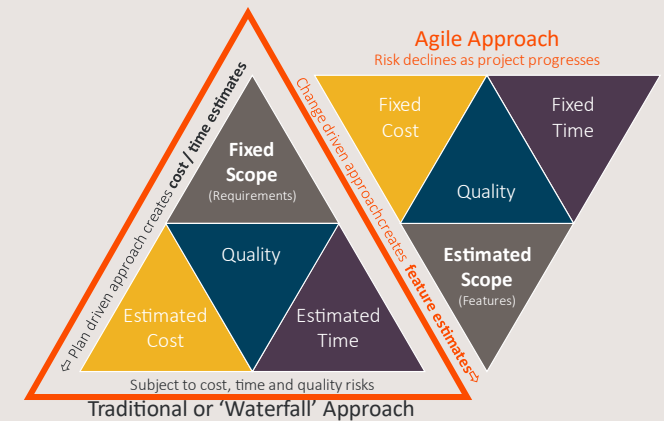 Agile Approach
Risk declines as project progresses
Fixed
Cost
Fixed
Time
Quality
Estimated
Scope
(Features)
Change driven approach creates feature estimates⇨
⇦ Plan driven approach creates cost / time estimates
Fixed
Scope
(Requirements)
Quality
Estimated
Cost
Estimated
Time
Subject to cost, time and quality risks
Traditional or ‘Waterfall’ Approach